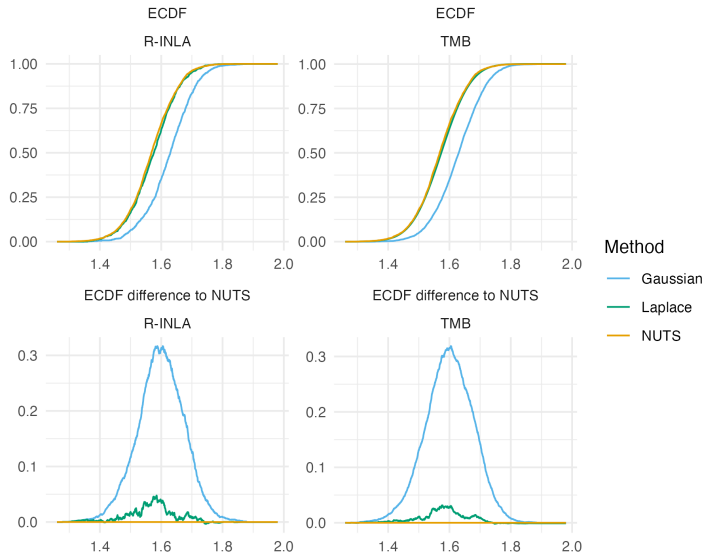 ECDF
ECDF
R-INLA
TMB
1.00
0.75
0.50
0.25
0.00
1.00
0.75
0.50
0.25
0.00
1.4 1.6 1.8 2.0
1.4 1.6 1.8 2.0
ECDF difference to NUTS
ECDF difference to NUTS
R-INLA
TMB
0.3
0.2
0.1
0.0
0.3
0.2
0.1
0.0
1.4 1.6 1.8 2.0
1.4 1.6 1.8 2.0
Method
Gaussian
Laplace
NUTS